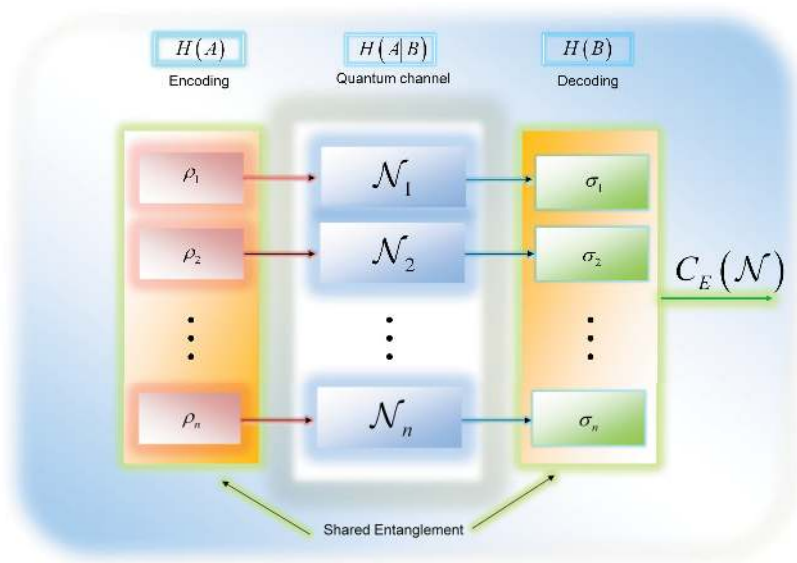 H(A) H(A|B) H(B)
Encoding Quantum channel Decoding
ρ₁ 𝒩₁ σ₁
ρ₂ 𝒩₂ σ₂
C_E(𝒩)
⋮ ⋮ ⋮
ρₙ 𝒩ₙ σₙ
Shared Entanglement